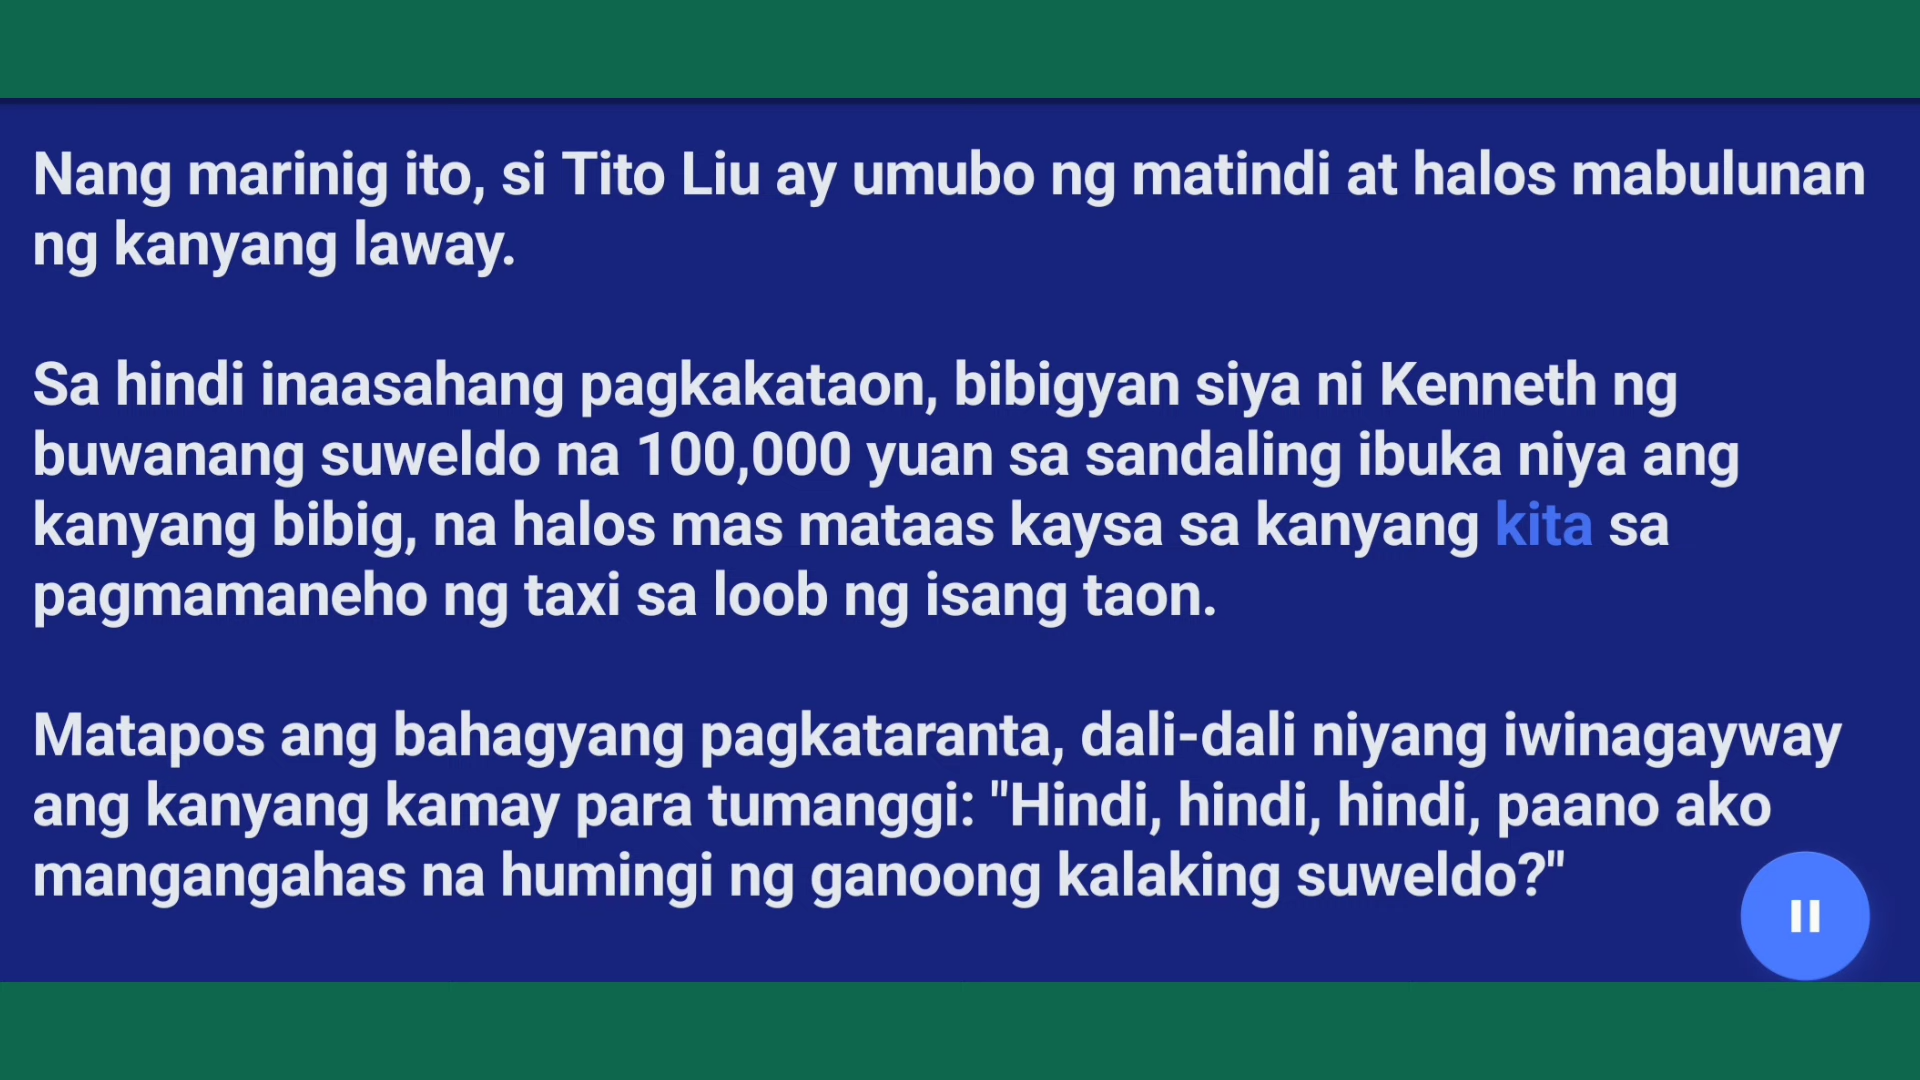 Nang marinig ito, si Tito Liu ay umubo ng matindi at halos mabulunan
ng kanyang laway.
Sa hindi inaasahang pagkakataon, bibigyan siya ni Kenneth ng
buwanang suweldo na 100,000 yuan sa sandaling ibuka niya ang
kanyang bibig, na halos mas mataas kaysa sa kanyang kita sa
pagmamaneho ng taxi sa loob ng isang taon.
Matapos ang bahagyang pagkataranta, dali-dali niyang iwinagayway
ang kanyang kamay para tumanggi: "Hindi, hindi, hindi, paano ako
mangangahas na humingi ng ganoong kalaking suweldo?"